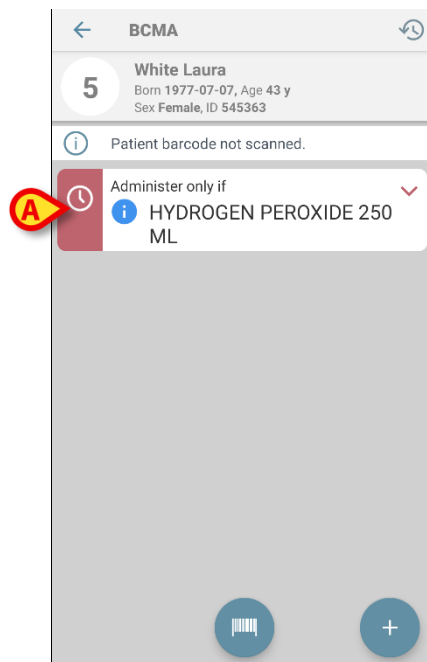 BCMA
5
White Laura
Born 1977-07-07, Age 43 y
Sex Female, ID 545363
i Patient barcode not scanned.
Administer only if
A
i HYDROGEN PEROXIDE 250
ML
+